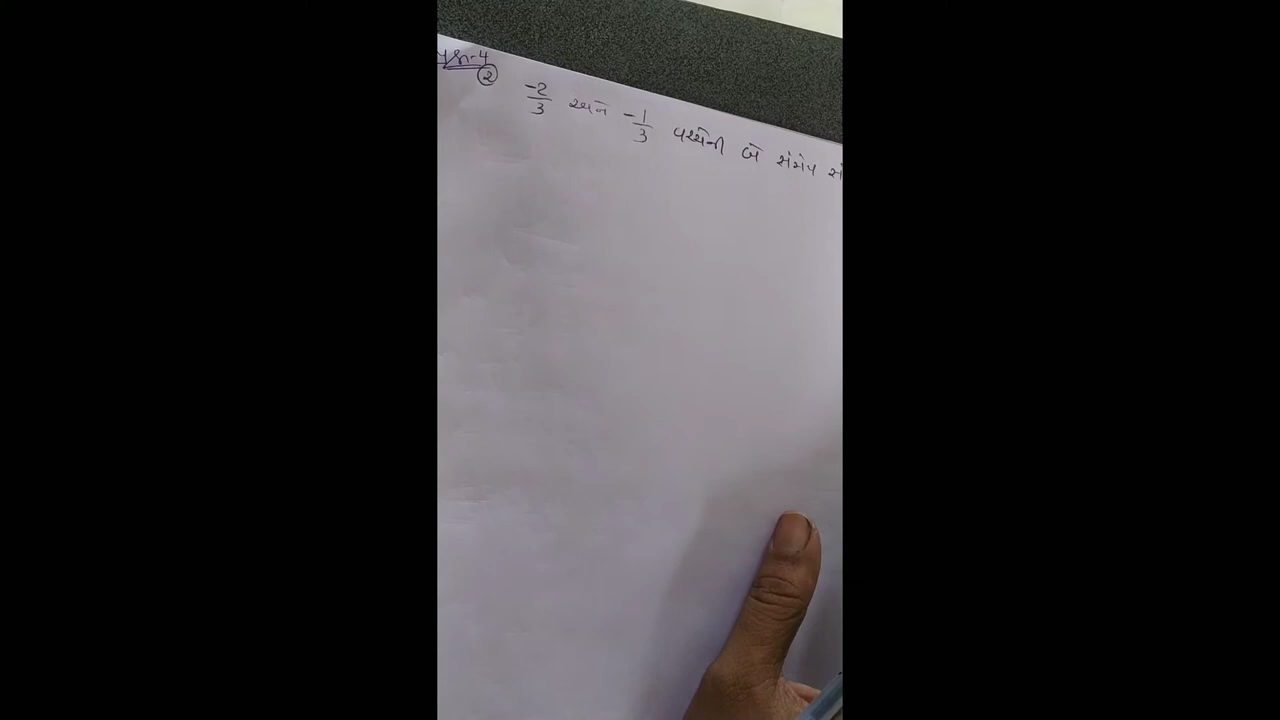 પ્રશ્ન-4
(2) -2/3 અને -1/3 વચ્ચેની બે સંમેય સં